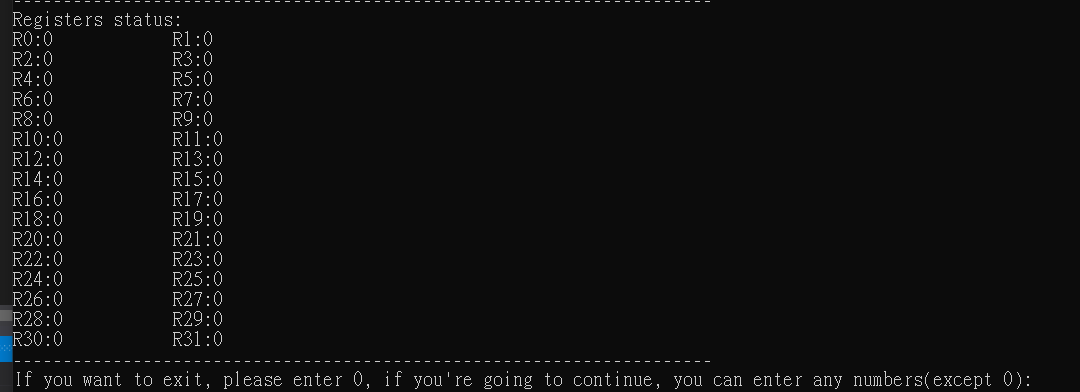 ----------------------------------------------------------------------
Registers status:
R0:0 R1:0
R2:0 R3:0
R4:0 R5:0
R6:0 R7:0
R8:0 R9:0
R10:0 R11:0
R12:0 R13:0
R14:0 R15:0
R16:0 R17:0
R18:0 R19:0
R20:0 R21:0
R22:0 R23:0
R24:0 R25:0
R26:0 R27:0
R28:0 R29:0
R30:0 R31:0
----------------------------------------------------------------------
If you want to exit, please enter 0, if you're going to continue, you can enter any numbers(except 0):